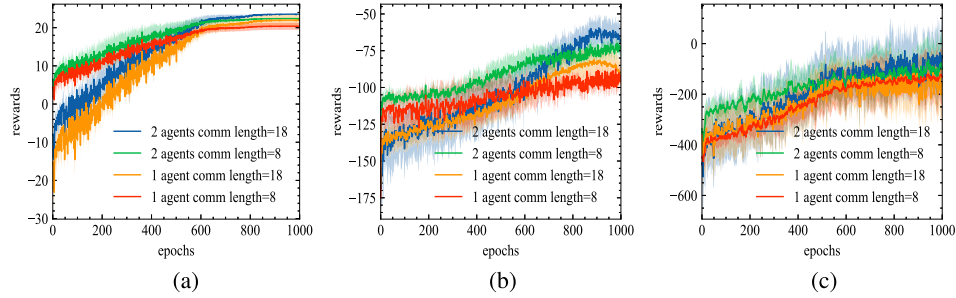 20
10
0
−10
−20
−30
rewards
2 agents comm length=18
2 agents comm length=8
1 agent comm length=18
1 agent comm length=8
0 200 400 600 800 1000
epochs
(a)
−50
−75
−100
−125
−150
−175
rewards
2 agents comm length=18
2 agents comm length=8
1 agent comm length=18
1 agent comm length=8
0 200 400 600 800 1000
epochs
(b)
0
−200
−400
−600
rewards
2 agents comm length=18
2 agents comm length=8
1 agent comm length=18
1 agent comm length=8
0 200 400 600 800 1000
epochs
(c)